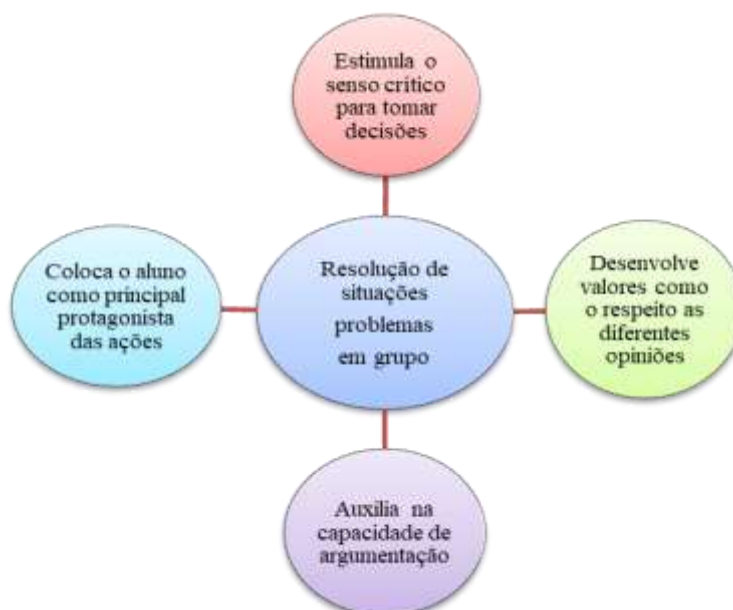 Estimula o
senso crítico
para tomar
decisões
Coloca o aluno
como principal
protagonista
das ações
Resolução de
situações
problemas
em grupo
Desenvolve
valores como
o respeito as
diferentes
opiniões
Auxilia na
capacidade de
argumentação